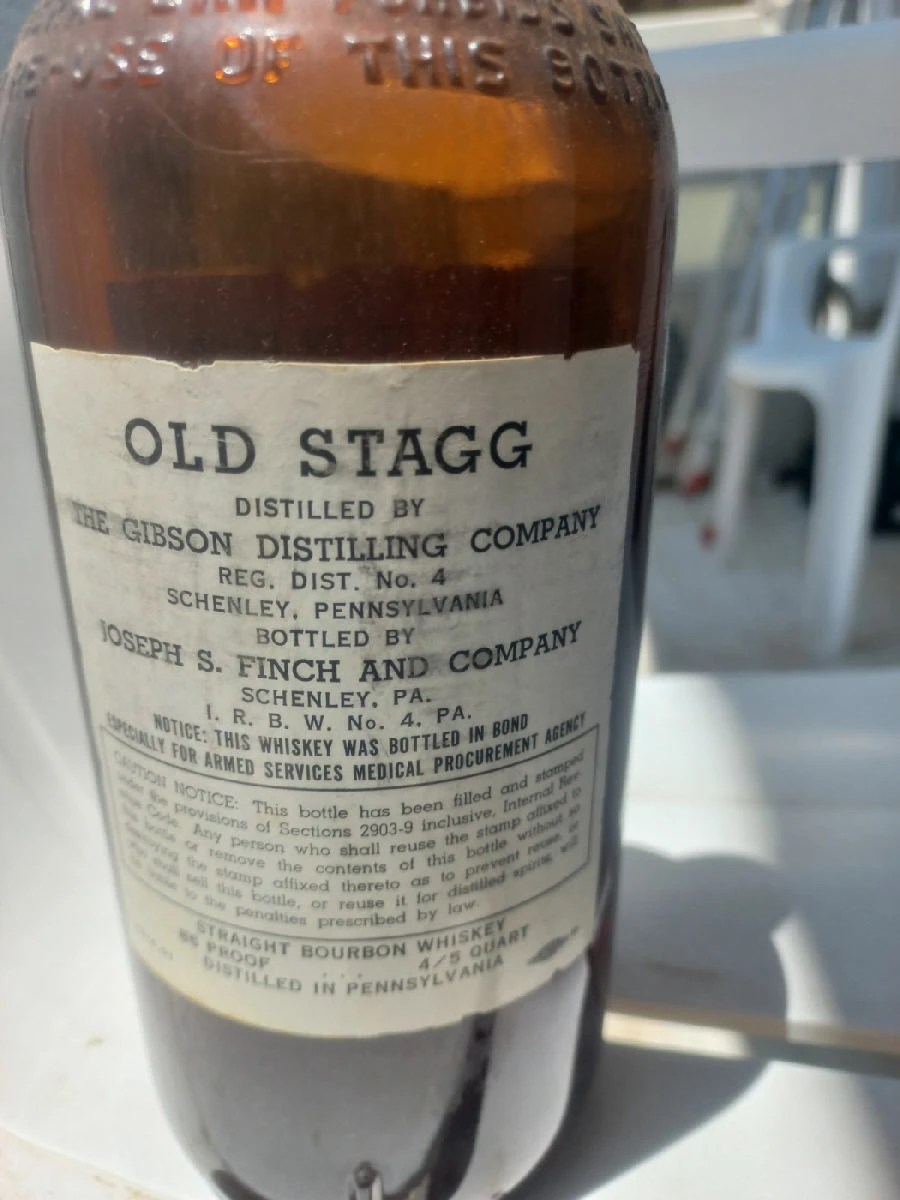 RE-USE OF THIS BOTTLE
OLD STAGG
DISTILLED BY
THE GIBSON DISTILLING COMPANY
REG. DIST. No. 4
SCHENLEY, PENNSYLVANIA
BOTTLED BY
JOSEPH S. FINCH AND COMPANY
SCHENLEY, PA.
I. R. B. W. No. 4. PA.
NOTICE: THIS WHISKEY WAS BOTTLED IN BOND
ESPECIALLY FOR ARMED SERVICES MEDICAL PROCUREMENT AGENCY
CAUTION NOTICE: This bottle has been filled and stamped
under the provisions of Sections 2903-9 inclusive, Internal Rev-
enue Code. Any person who shall reuse the stamp affixed to
this bottle or remove the contents of this bottle without so
destroying the stamp affixed thereto as to prevent reuse, or
who shall sell this bottle, or reuse it for distilled spirits, will
be liable to the penalties prescribed by law.
STRAIGHT BOURBON WHISKEY
PROOF 4/5 QUART
DISTILLED IN PENNSYLVANIA